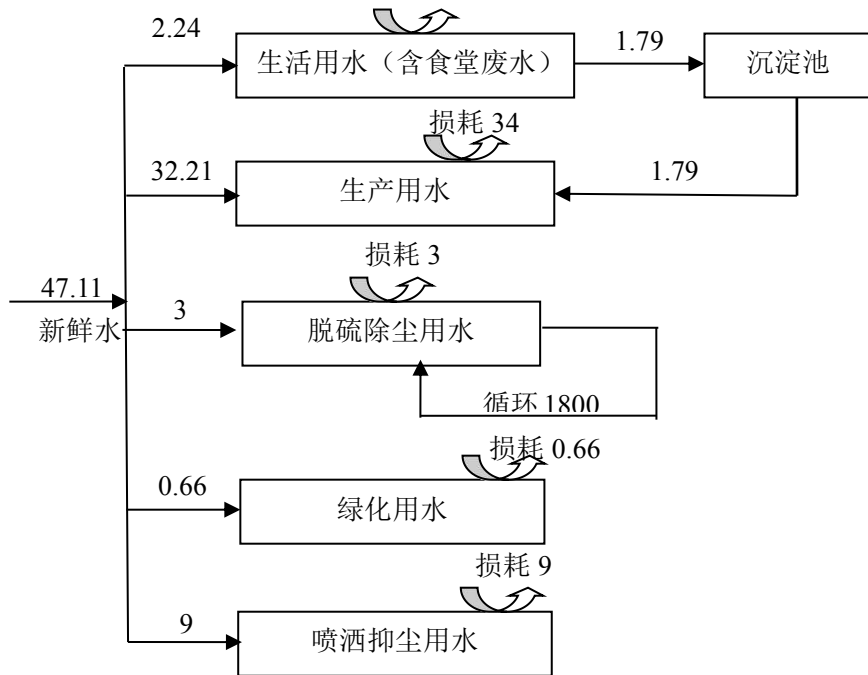 2.24
生活用水（含食堂废水）
1.79
沉淀池
损耗 34
32.21
生产用水
1.79
损耗 3
47.11
新鲜水
3
脱硫除尘用水
循环 1800
损耗 0.66
0.66
绿化用水
损耗 9
9
喷洒抑尘用水